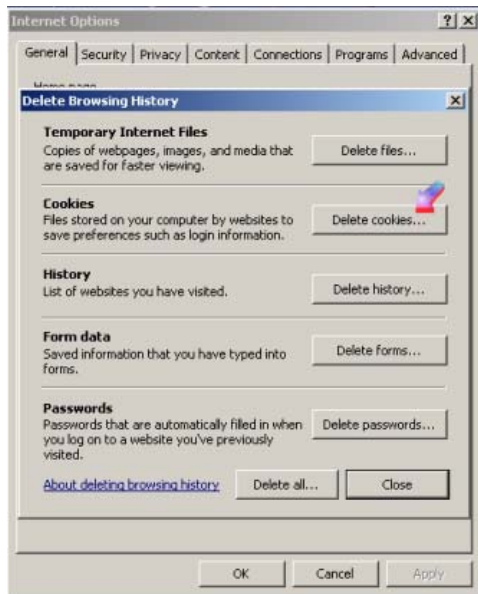 Internet Options
General Security Privacy Content Connections Programs Advanced
Home page
Delete Browsing History
Temporary Internet Files
Copies of webpages, images, and media that
are saved for faster viewing.
Delete files...
Cookies
Files stored on your computer by websites to
save preferences such as login information.
Delete cookies...
History
List of websites you have visited.
Delete history...
Form data
Saved information that you have typed into
forms.
Delete forms...
Passwords
Passwords that are automatically filled in when
you log on to a website you've previously
visited.
Delete passwords...
About deleting browsing history
Delete all...
Close
OK
Cancel
Apply